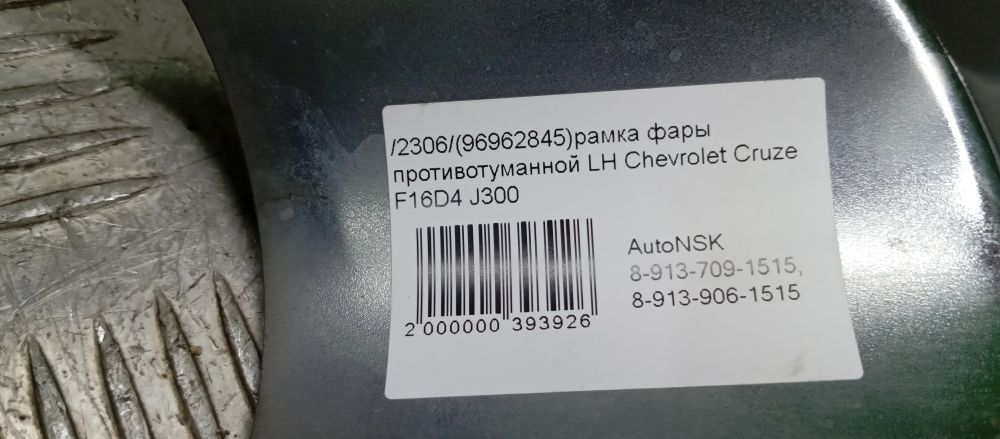 /2306/(96962845)рамка фары
противотуманной LH Chevrolet Cruze
F16D4 J300
AutoNSK
8-913-709-1515,
8-913-906-1515
2 000000 393926